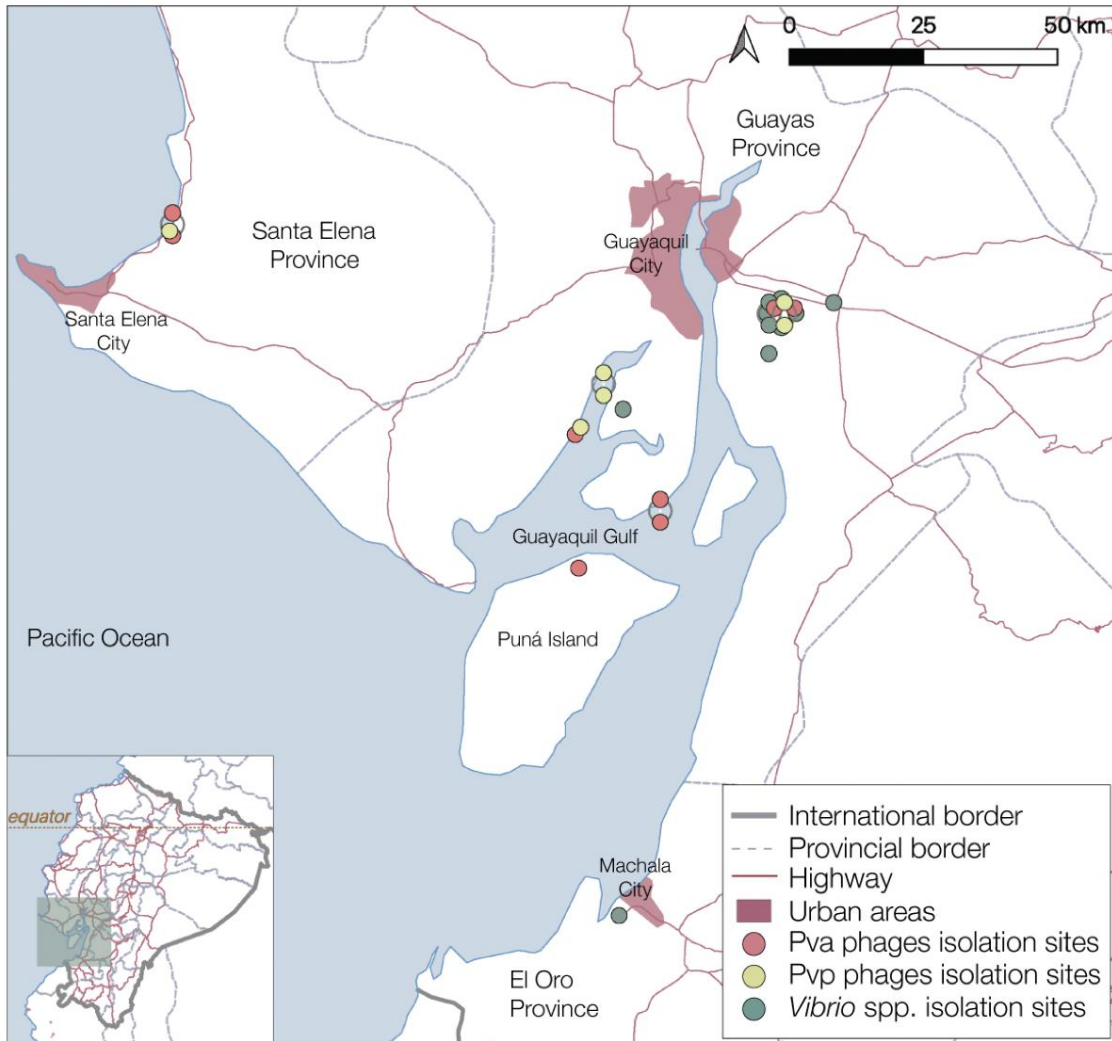 0 25 50 km
Guayas
Province
Santa Elena
Province
Guayaquil
City
Santa Elena
City
Guayaquil Gulf
Puná Island
Pacific Ocean
equator
Machala
City
El Oro
Province
International border
Provincial border
Highway
Urban areas
Pva phages isolation sites
Pvp phages isolation sites
Vibrio spp. isolation sites